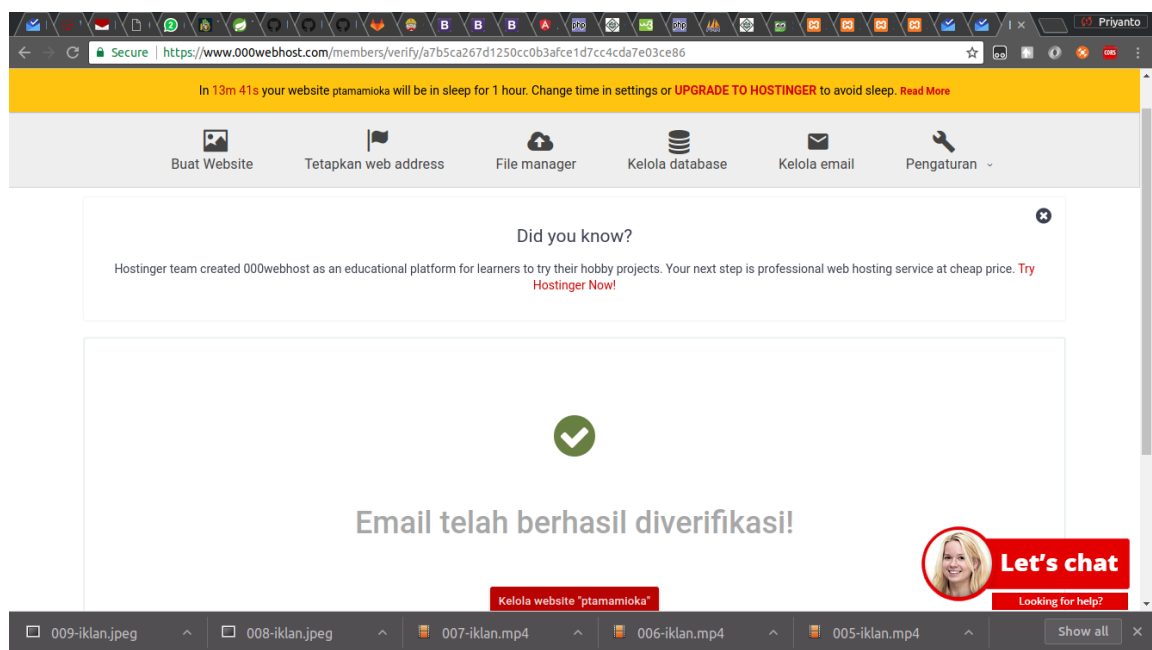 Priyanto
Secure | https://www.000webhost.com/members/verify/a7b5ca267d1250cc0b3afce1d7cc4cda7e03ce86
In 13m 41s your website ptamamioka will be in sleep for 1 hour. Change time in settings or UPGRADE TO HOSTINGER to avoid sleep. Read More
Buat Website Tetapkan web address File manager Kelola database Kelola email Pengaturan
Did you know?
Hostinger team created 000webhost as an educational platform for learners to try their hobby projects. Your next step is professional web hosting service at cheap price. Try
Hostinger Now!
Email telah berhasil diverifikasi!
Let's chat
Kelola website "ptamamioka"
Looking for help?
009-iklan.jpeg 008-iklan.jpeg 007-iklan.mp4 006-iklan.mp4 005-iklan.mp4 Show all